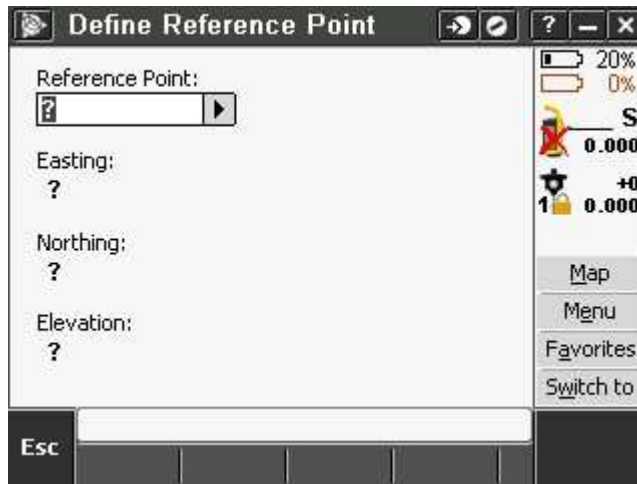 Define Reference Point
? – ×
20%
0%
Reference Point:
?
S
0.000
Easting:
?
+0
1 0.000
Northing:
?
Map
Menu
Elevation:
?
Favorites
Switch to
Esc